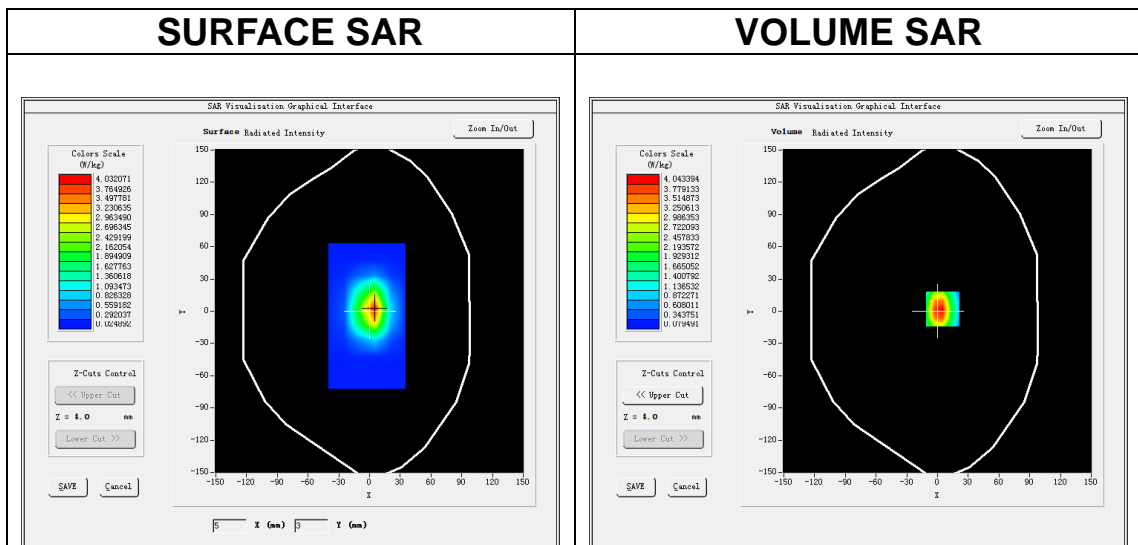 SURFACE SAR
SAR Visualisation Graphical Interface
Surface Radiated Intensity
Zoom In/Out
Colors Scale
(W/kg)
4.032071
3.764926
3.497781
3.230635
2.963490
2.696345
2.429199
2.162054
1.894909
1.627763
1.360618
1.093473
0.826328
0.559182
0.292037
0.024892
150
120
90
60
30
0
-30
-60
-90
-120
-150
Y
-150 -120 -90 -60 -30 0 30 60 90 120 150
X
Z-Cuts Control
<< Upper Cut
Z = 4.0 mm
Lower Cut >>
SAVE Cancel
5 X (mm) 3 Y (mm)
VOLUME SAR
SAR Visualisation Graphical Interface
Volume Radiated Intensity
Zoom In/Out
Colors Scale
(W/kg)
4.043394
3.779133
3.514873
3.250613
2.986353
2.722093
2.457833
2.193572
1.929312
1.665052
1.400792
1.136532
0.872271
0.608011
0.343751
0.079491
150
120
90
60
30
0
-30
-60
-90
-120
-150
Y
-150 -120 -90 -60 -30 0 30 60 90 120 150
X
Z-Cuts Control
<< Upper Cut
Z = 4.0 mm
Lower Cut >>
SAVE Cancel